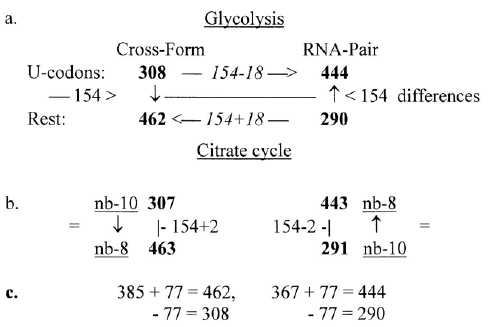 a. Glycolysis
Cross-Form RNA-Pair
U-codons: 308 — 154-18—> 444
— 154 > ↓ ↑ < 154 differences
Rest: 462 <— 154+18 — 290
Citrate cycle
b. nb-10 307 443 nb-8
= ↓ |- 154+2 154-2 -| ↑ =
nb-8 463 291 nb-10
c. 385 + 77 = 462, 367 + 77 = 444
- 77 = 308 - 77 = 290